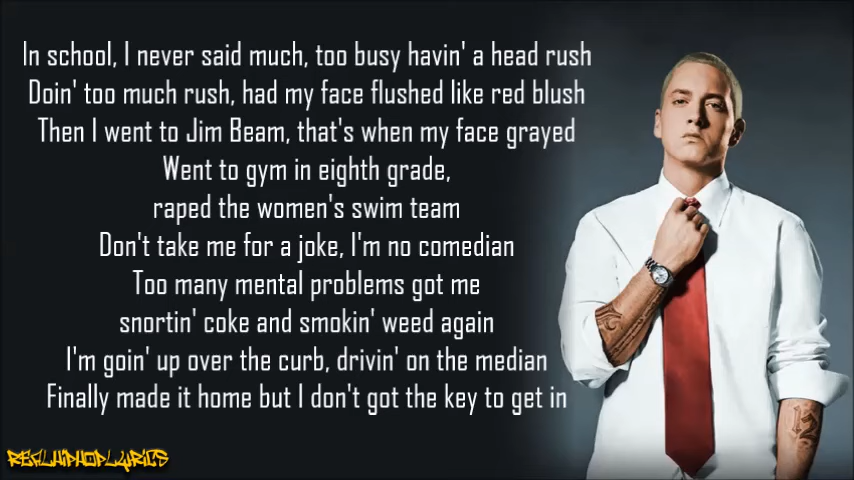 In school, I never said much, too busy havin' a head rush
Doin' too much rush, had my face flushed like red blush
Then I went to Jim Beam, that's when my face grayed
Went to gym in eighth grade,
raped the women's swim team
Don't take me for a joke, I'm no comedian
Too many mental problems got me
snortin' coke and smokin' weed again
I'm goin' up over the curb, drivin' on the median
Finally made it home but I don't got the key to get in
REALHIPHOPLYRICS